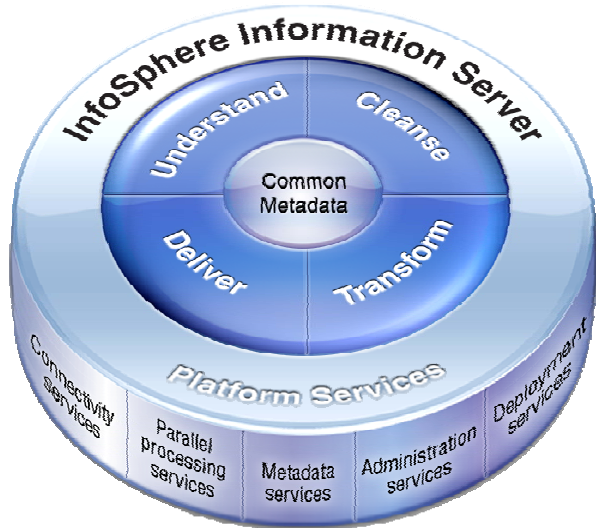 InfoSphere Information Server
Understand
Cleanse
Common
Metadata
Deliver
Transform
Platform Services
Connectivity
services
Parallel
processing
services
Metadata
services
Administration
services
Deployment
services